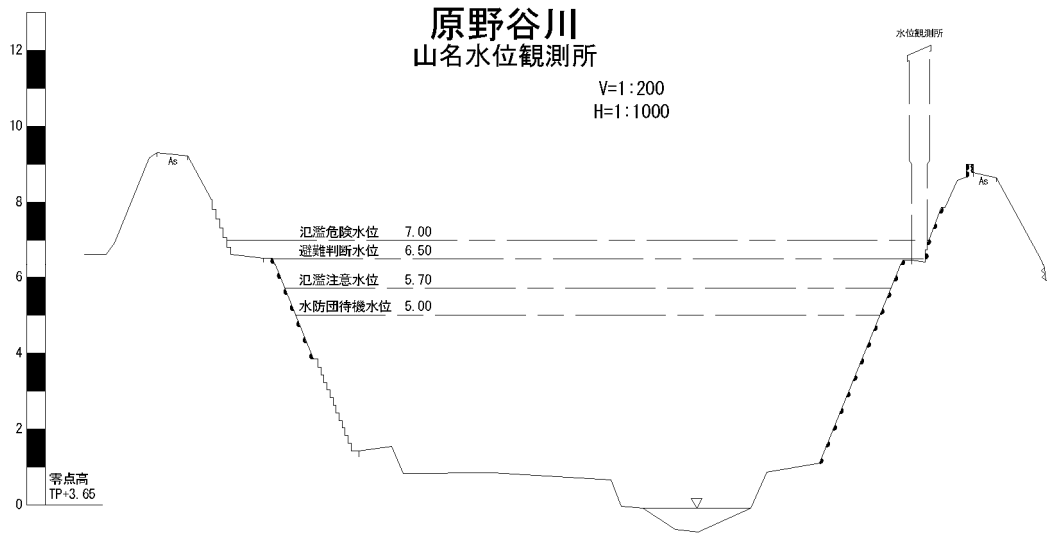 原野谷川
山名水位観測所
水位観測所
V=1:200
H=1:1000
12
10
8
6
4
2
0
As
As
氾濫危険水位 7.00
避難判断水位 6.50
氾濫注意水位 5.70
水防団待機水位 5.00
零点高
TP+3.65